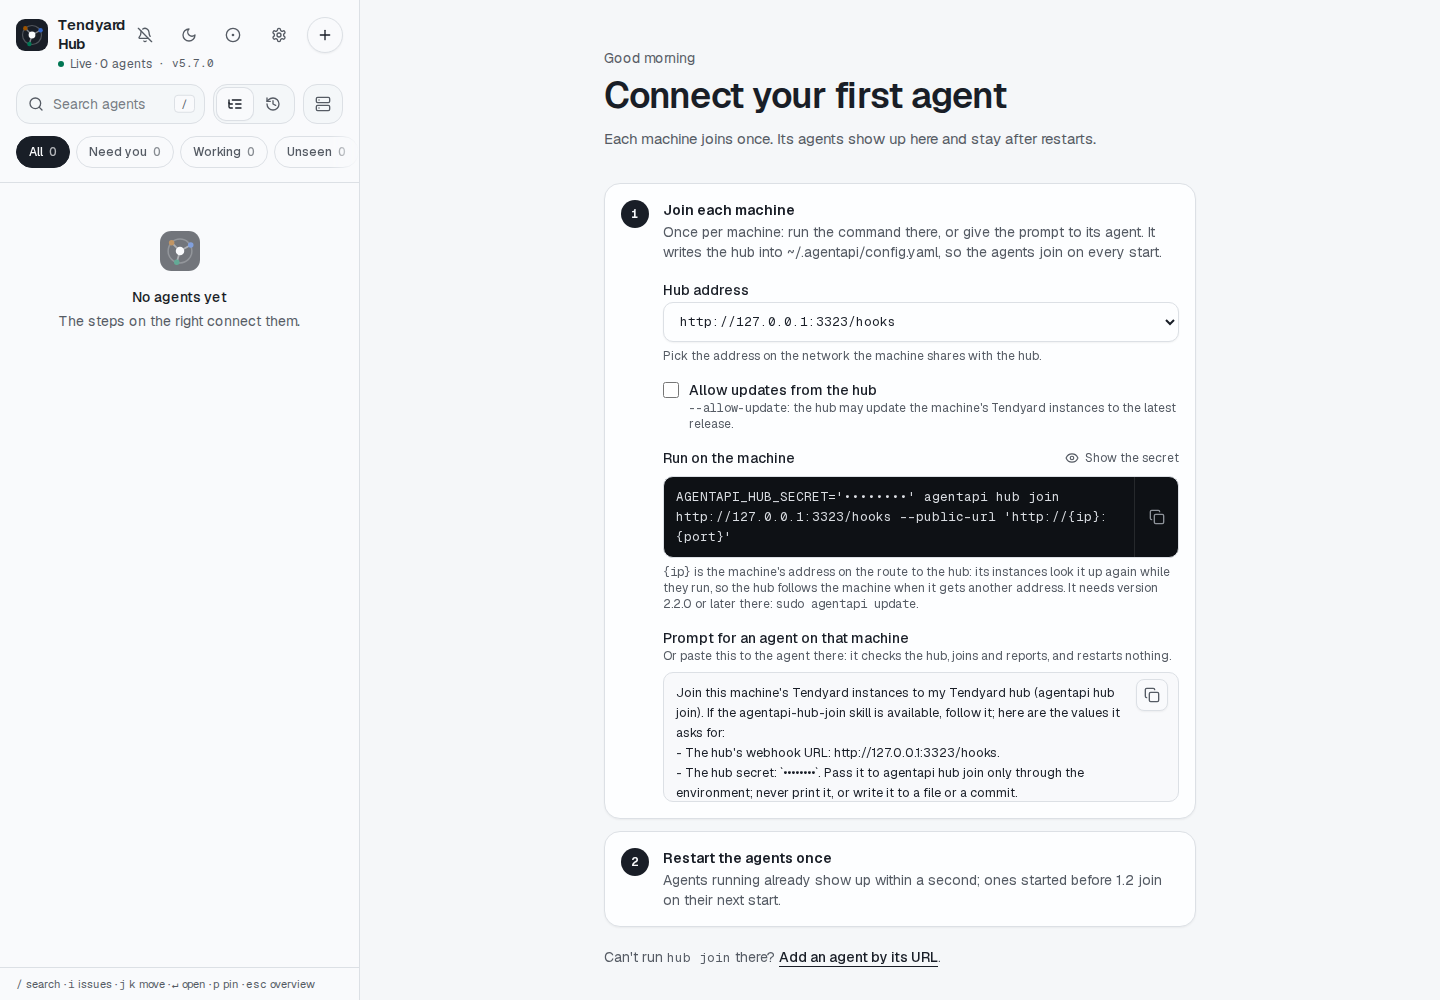 Tendyard Hub
Live · 0 agents · v5.7.0
Search agents /
All 0 Need you 0 Working 0 Unseen 0
No agents yet
The steps on the right connect them.
/ search · i issues · j k move · ↵ open · p pin · esc overview
Good morning
Connect your first agent
Each machine joins once. Its agents show up here and stay after restarts.
1
Join each machine
Once per machine: run the command there, or give the prompt to its agent. It
writes the hub into ~/.agentapi/config.yaml, so the agents join on every start.
Hub address
http://127.0.0.1:3323/hooks
Pick the address on the network the machine shares with the hub.
Allow updates from the hub
--allow-update: the hub may update the machine's Tendyard instances to the latest
release.
Run on the machine Show the secret
AGENTAPI_HUB_SECRET='••••••••' agentapi hub join
http://127.0.0.1:3323/hooks --public-url 'http://{ip}:
{port}'
{ip} is the machine's address on the route to the hub: its instances look it up again while
they run, so the hub follows the machine when it gets another address. It needs version
2.2.0 or later there: sudo agentapi update.
Prompt for an agent on that machine
Or paste this to the agent there: it checks the hub, joins and reports, and restarts nothing.
Join this machine's Tendyard instances to my Tendyard hub (agentapi hub
join). If the agentapi-hub-join skill is available, follow it; here are the values it
asks for:
- The hub's webhook URL: http://127.0.0.1:3323/hooks.
- The hub secret: `••••••••`. Pass it to agentapi hub join only through the
environment; never print it, or write it to a file or a commit.
2
Restart the agents once
Agents running already show up within a second; ones started before 1.2 join
on their next start.
Can't run hub join there? Add an agent by its URL.